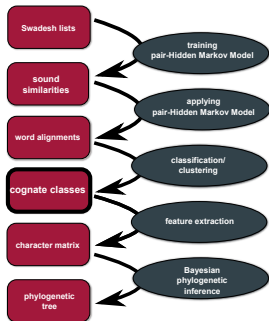 Swadesh lists
training
pair-Hidden Markov Model
sound
similarities
applying
pair-Hidden Markov Model
word alignments
classification/
clustering
cognate classes
feature extraction
character matrix
Bayesian
phylogenetic
inference
phylogenetic
tree